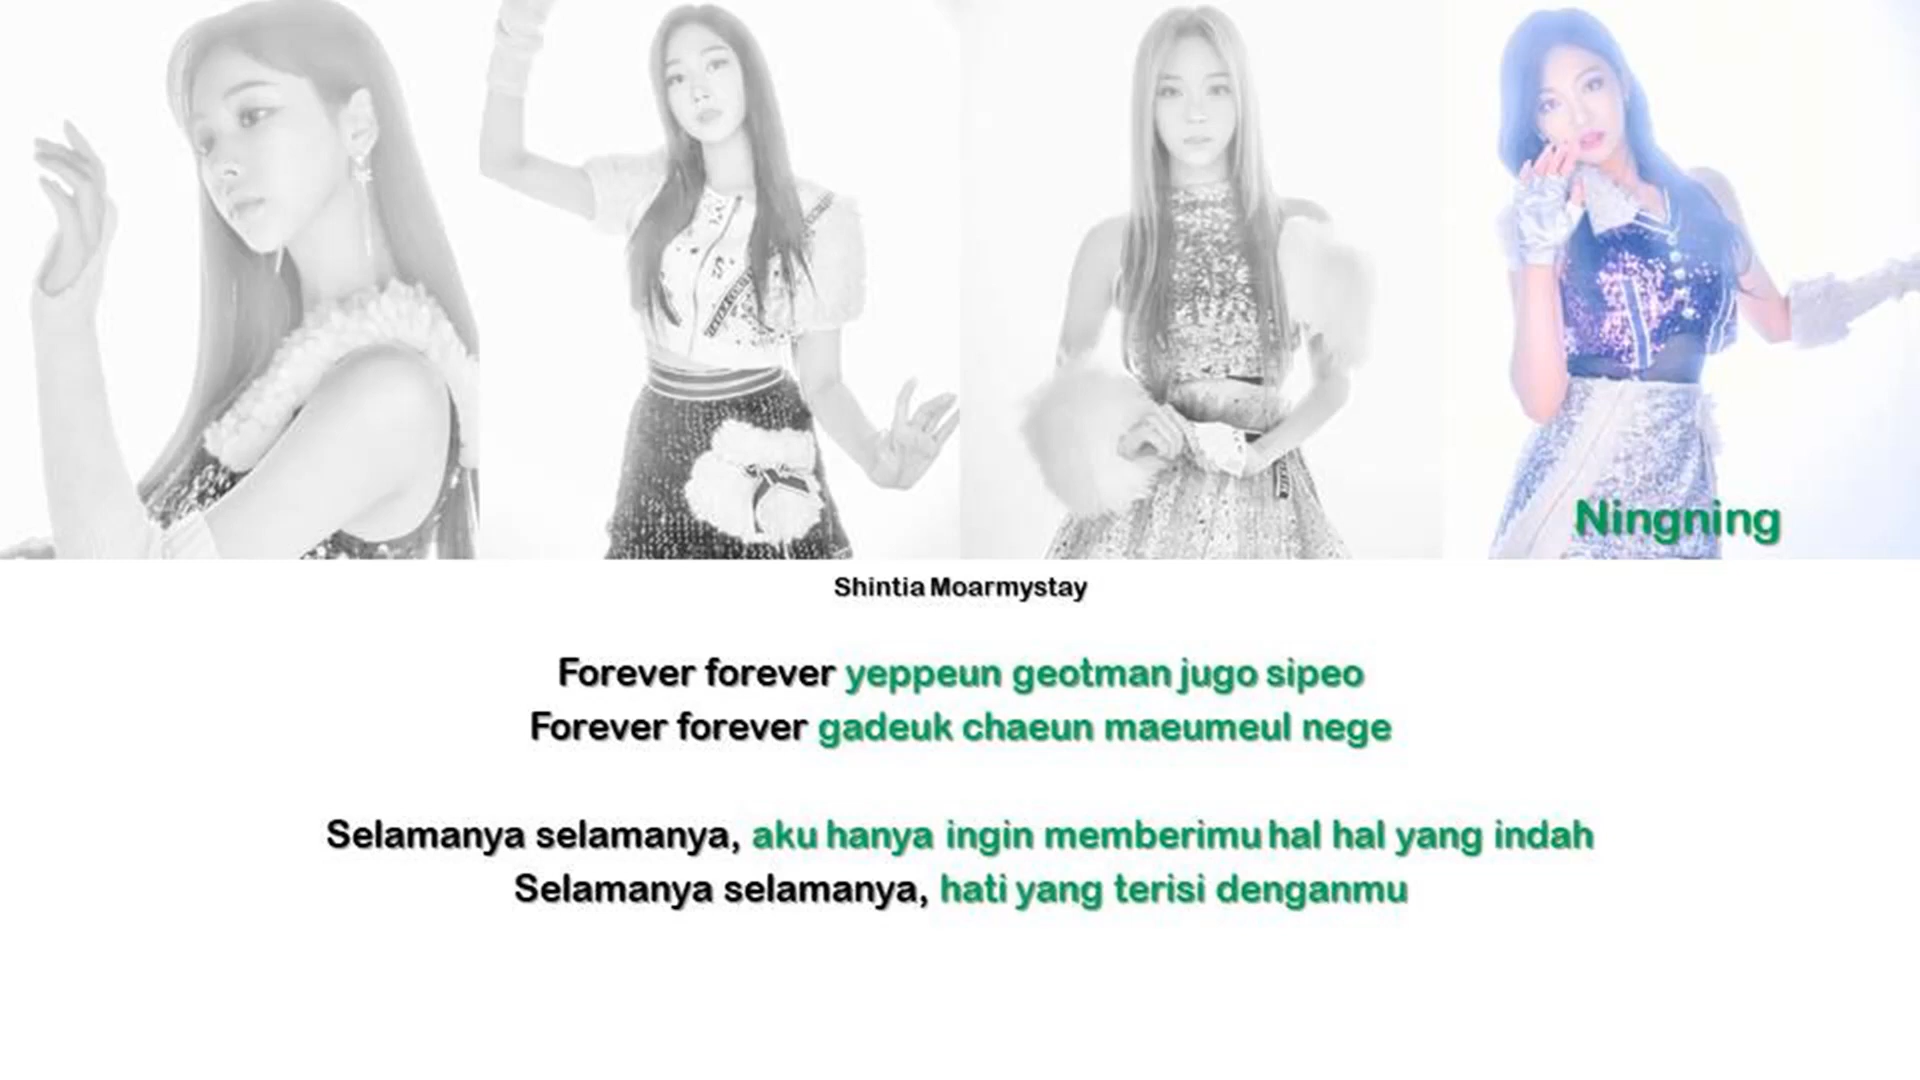 Ningning
Shintia Moarmystay
Forever forever yeppeun geotman jugo sipeo
Forever forever gadeuk chaeun maeumeul nege
Selamanya selamanya, aku hanya ingin memberimu hal hal yang indah
Selamanya selamanya, hati yang terisi denganmu